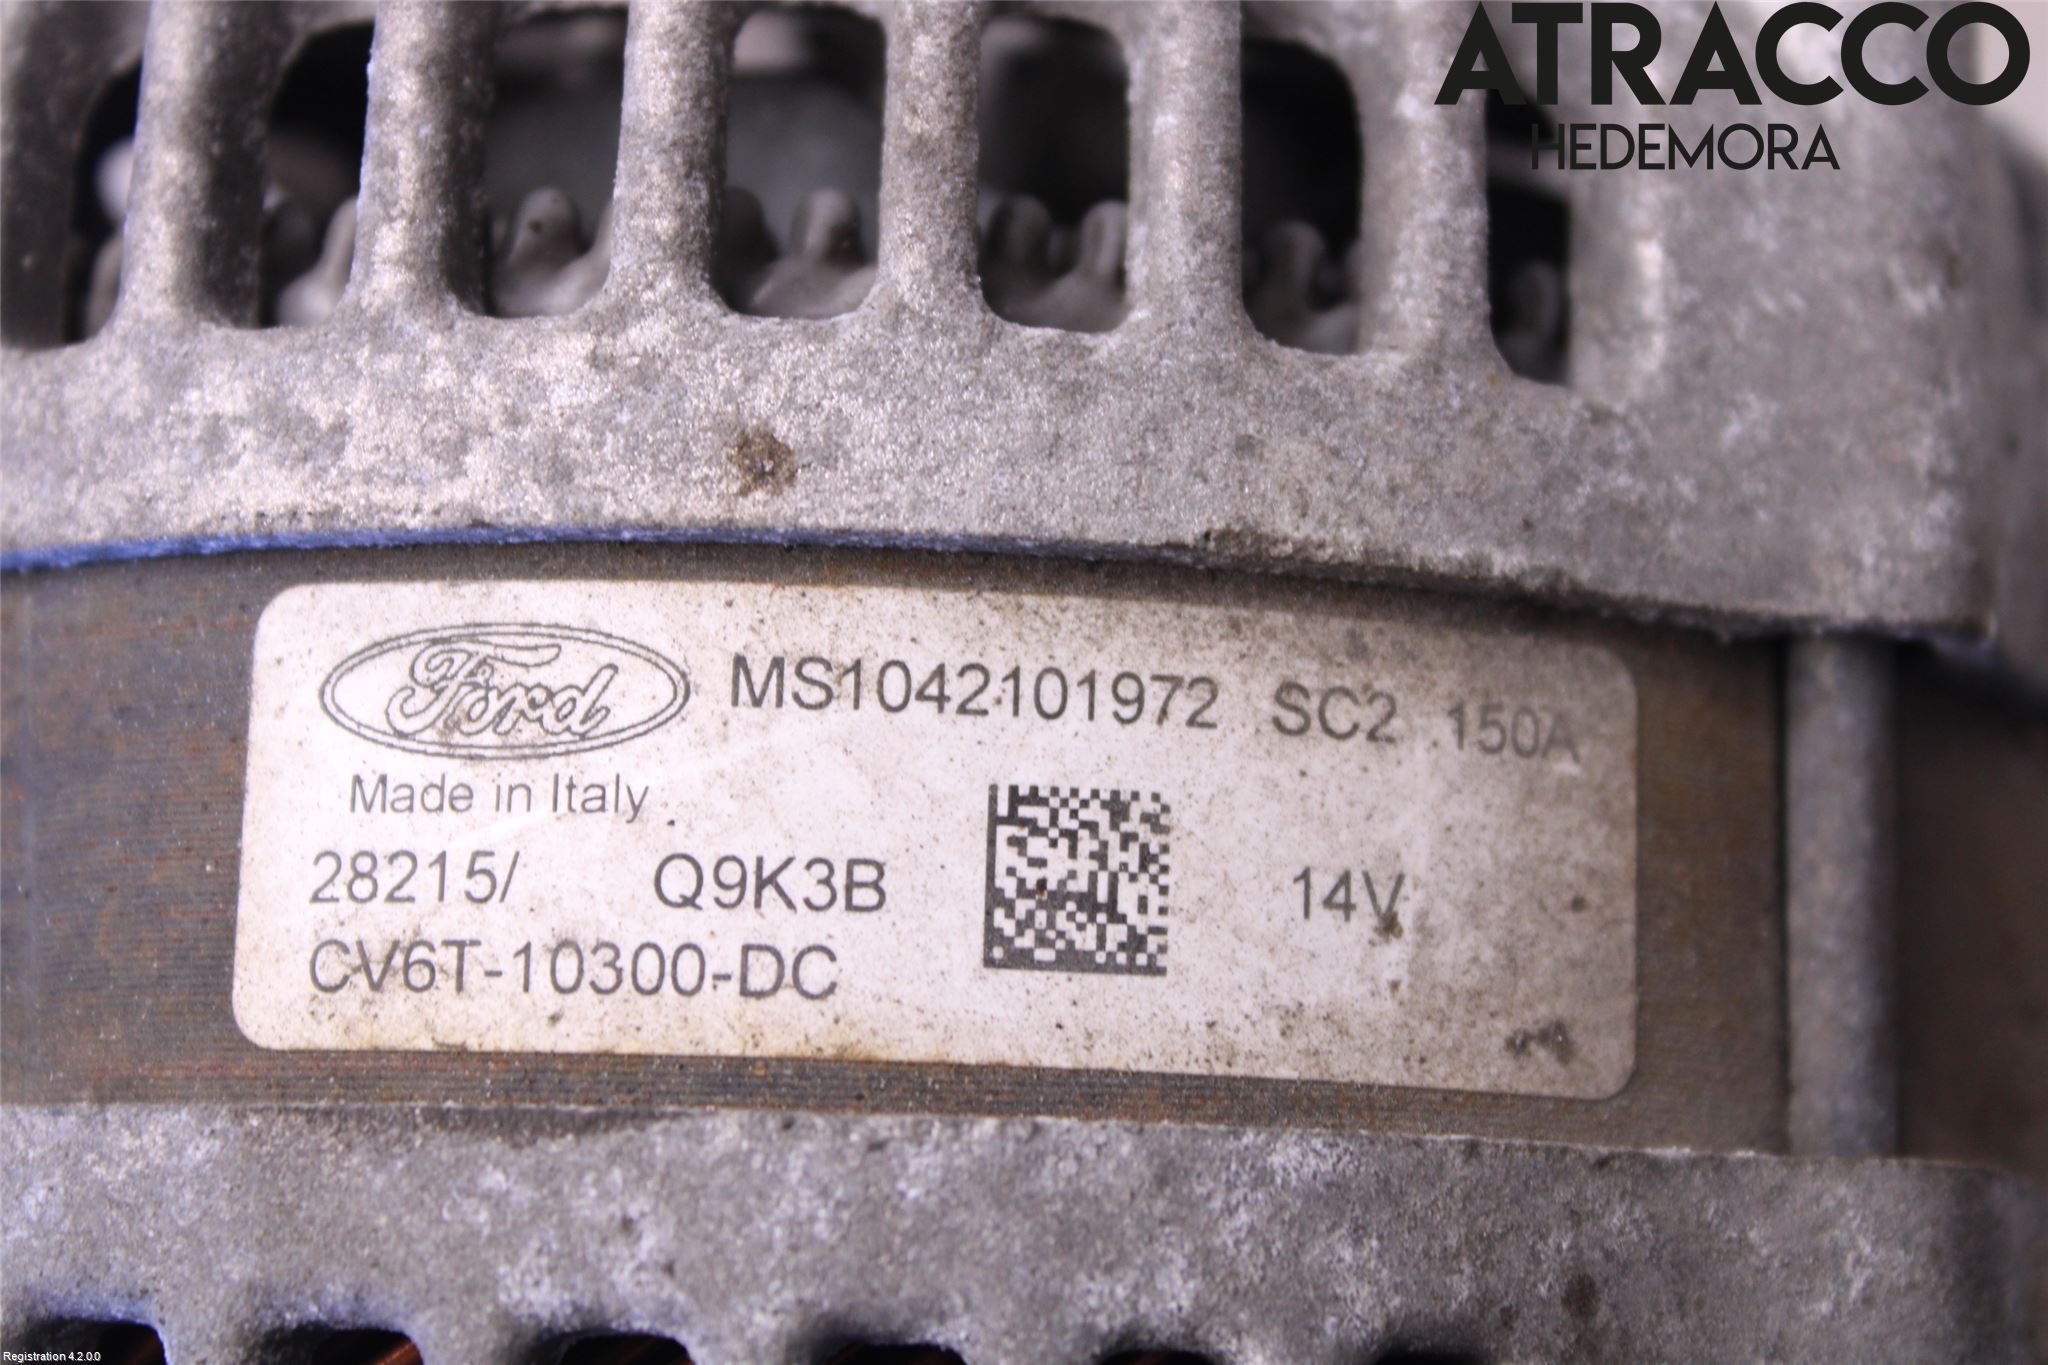 ATRACCO
HEDEMORA
Ford MS1042101972 SC2 150A
Made in Italy
28215/ Q9K3B 14V
CV6T-10300-DC
Registration 4.2.0.0